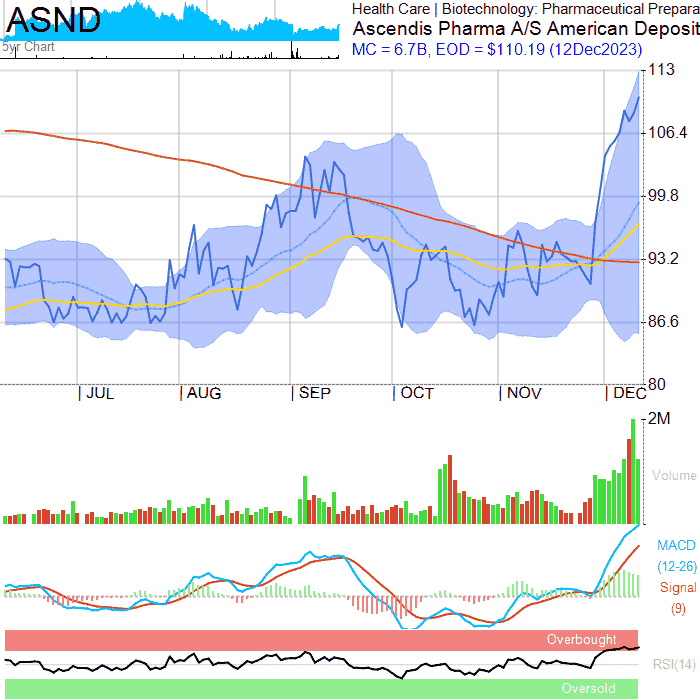 ASND
5yr Chart
Health Care | Biotechnology: Pharmaceutical Prepara
Ascendis Pharma A/S American Deposit
MC = 6.7B, EOD = $110.19 (12Dec2023)
113
106.4
99.8
93.2
86.6
80
JUL AUG SEP OCT NOV DEC
2M
Volume
MACD
(12-26)
Signal
(9)
Overbought
RSI(14)
Oversold